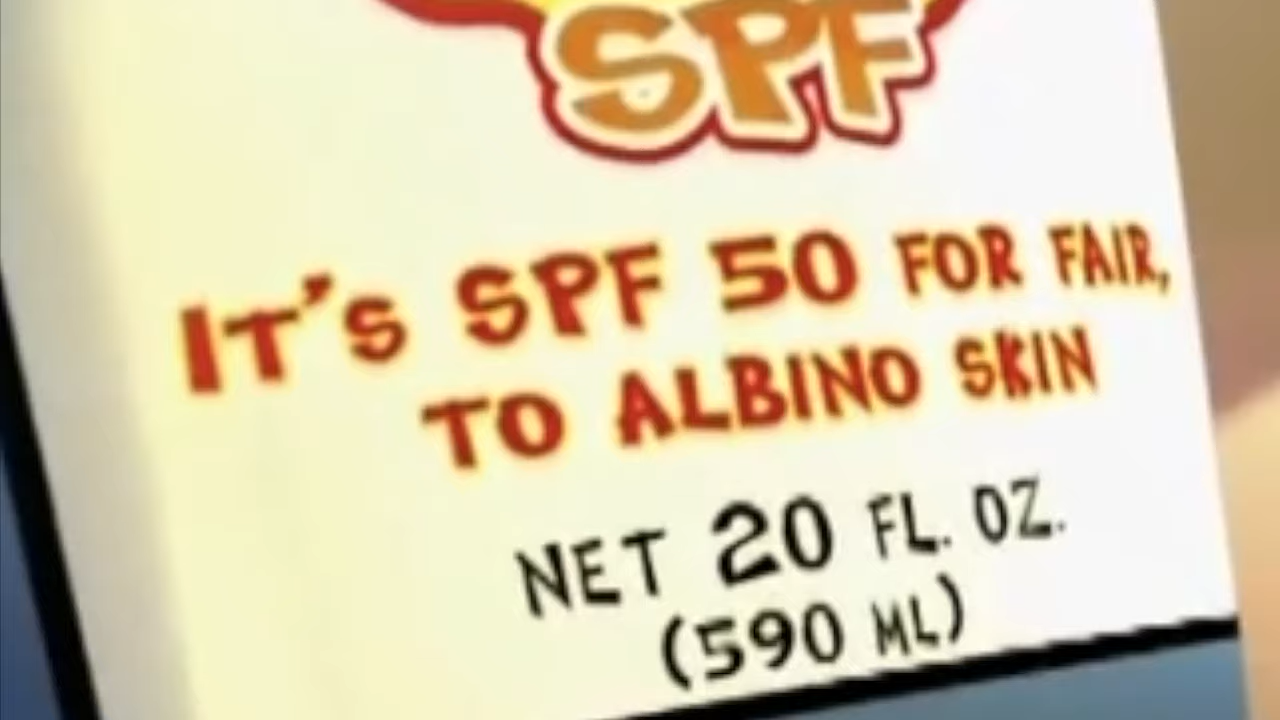 SPF
IT'S SPF 50 FOR FAIR,
TO ALBINO SKIN
NET 20 FL. OZ.
(590 ML)